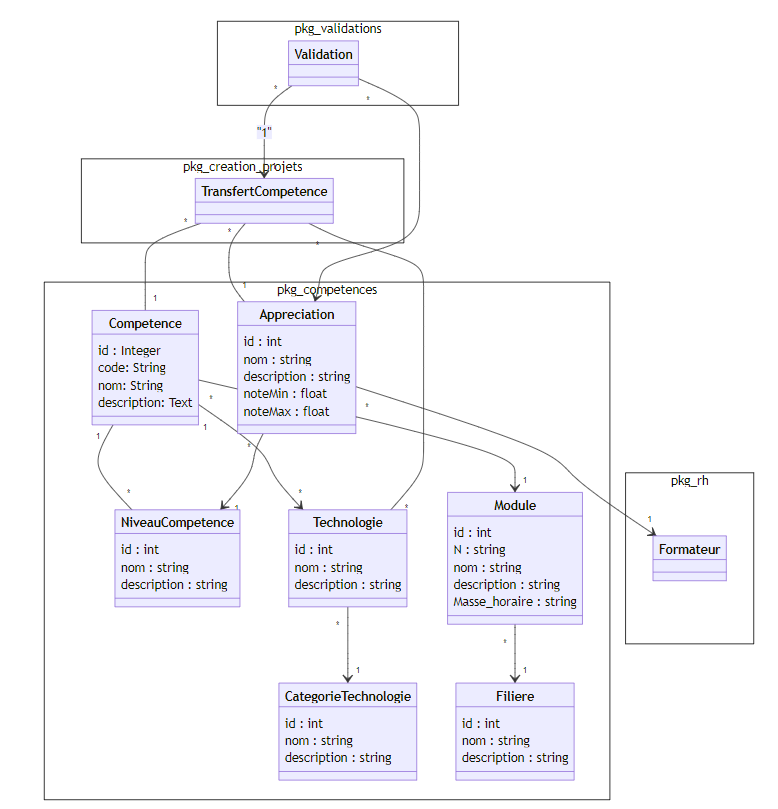 pkg_validations
Validation
*
*
"1"
pkg_creation_projets
TransfertCompetence
*
*
*
1
1
pkg_competences
Competence
id : Integer
code: String
nom: String
description: Text
Appreciation
id : int
nom : string
description : string
noteMin : float
noteMax : float
*
*
1
1
*
*
*
1
*
1
1
*
NiveauCompetence
id : int
nom : string
description : string
Technologie
id : int
nom : string
description : string
Module
id : int
N : string
nom : string
description : string
Masse_horaire : string
pkg_rh
Formateur
*
1
*
1
CategorieTechnologie
id : int
nom : string
description : string
Filiere
id : int
nom : string
description : string